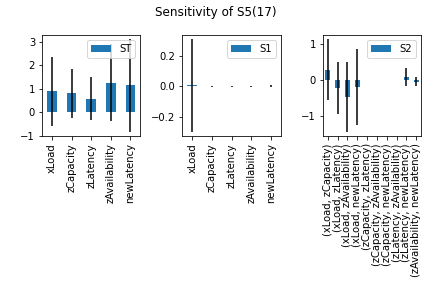 Sensitivity of S5(17)
ST
3
2
1
0
−1
xLoad
zCapacity
zLatency
zAvailability
newLatency
S1
0.2
0.0
−0.2
xLoad
zCapacity
zLatency
zAvailability
newLatency
S2
1
0
−1
(xLoad, zCapacity)
(xLoad, zLatency)
(xLoad, zAvailability)
(xLoad, newLatency)
(zCapacity, zLatency)
(zCapacity, zAvailability)
(zCapacity, newLatency)
(zLatency, zAvailability)
(zLatency, newLatency)
(zAvailability, newLatency)